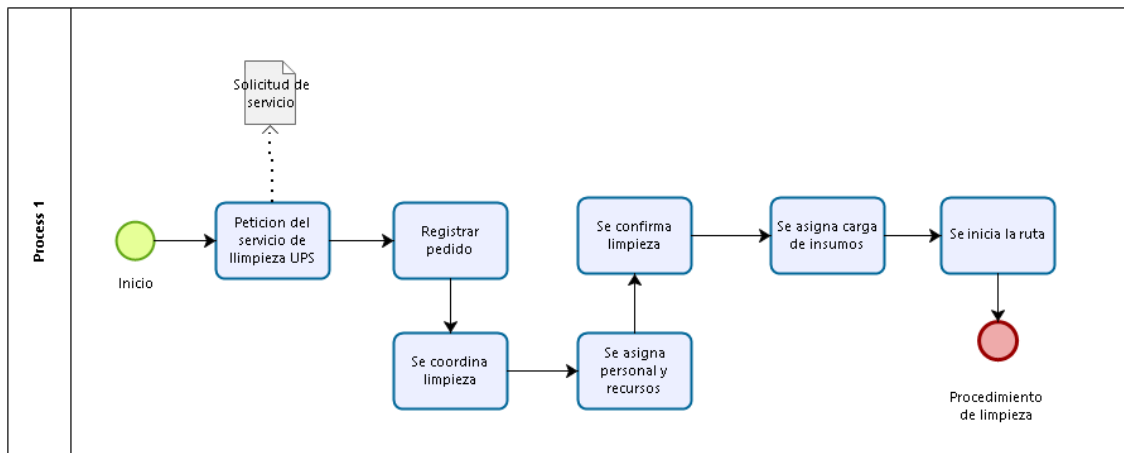 Process 1
Solicitud de
servicio
Inicio
Peticion del
servicio de
llimpieza UPS
Registrar
pedido
Se coordina
limpieza
Se asigna
personal y
recursos
Se confirma
limpieza
Se asigna carga
de insumos
Se inicia la ruta
Procedimiento
de limpieza